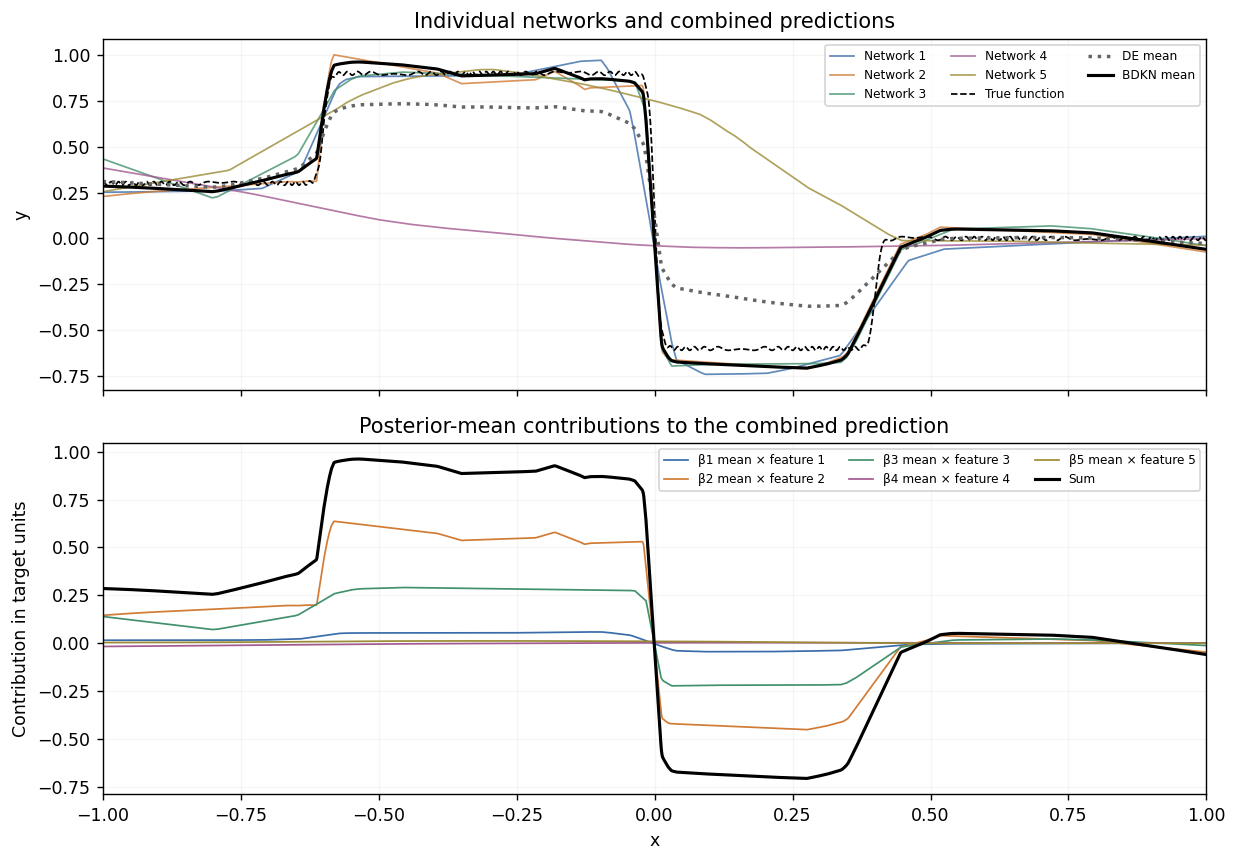 Individual networks and combined predictions
Network 1
Network 2
Network 3
Network 4
Network 5
True function
DE mean
BDKN mean
1.00
0.75
0.50
0.25
0.00
−0.25
−0.50
−0.75
y
Posterior-mean contributions to the combined prediction
β1 mean × feature 1
β2 mean × feature 2
β3 mean × feature 3
β4 mean × feature 4
β5 mean × feature 5
Sum
1.00
0.75
0.50
0.25
0.00
−0.25
−0.50
−0.75
Contribution in target units
−1.00 −0.75 −0.50 −0.25 0.00 0.25 0.50 0.75 1.00
x